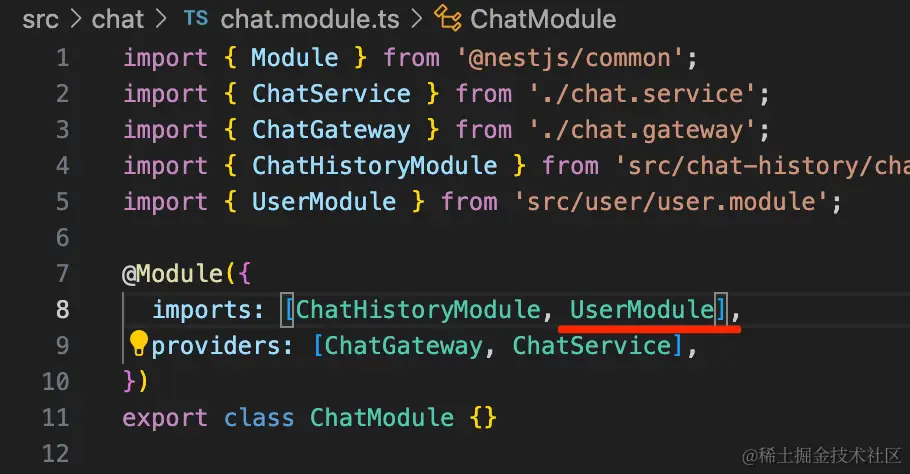 src > chat > TS chat.module.ts > ChatModule
1 import { Module } from '@nestjs/common';
2 import { ChatService } from './chat.service';
3 import { ChatGateway } from './chat.gateway';
4 import { ChatHistoryModule } from 'src/chat-history/cha
5 import { UserModule } from 'src/user/user.module';
6
7 @Module({
8 imports: [ChatHistoryModule, UserModule],
9 providers: [ChatGateway, ChatService],
10 })
11 export class ChatModule {}
12
@稀土掘金技术社区